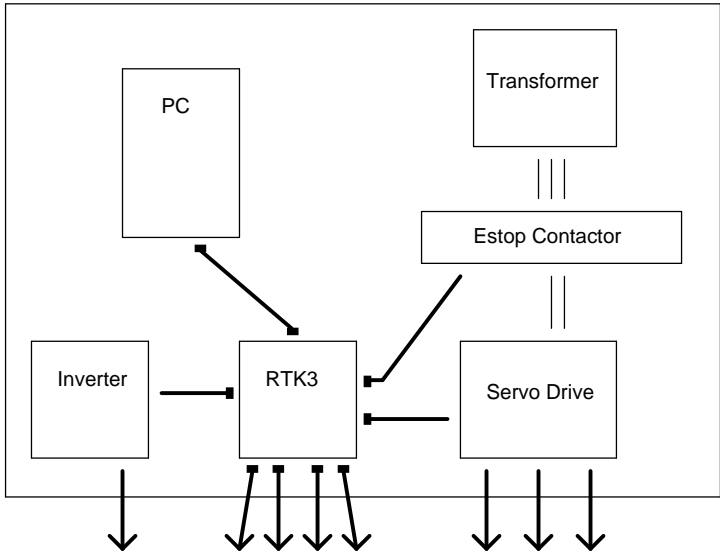 Transformer
PC
Estop Contactor
Inverter
RTK3
Servo Drive